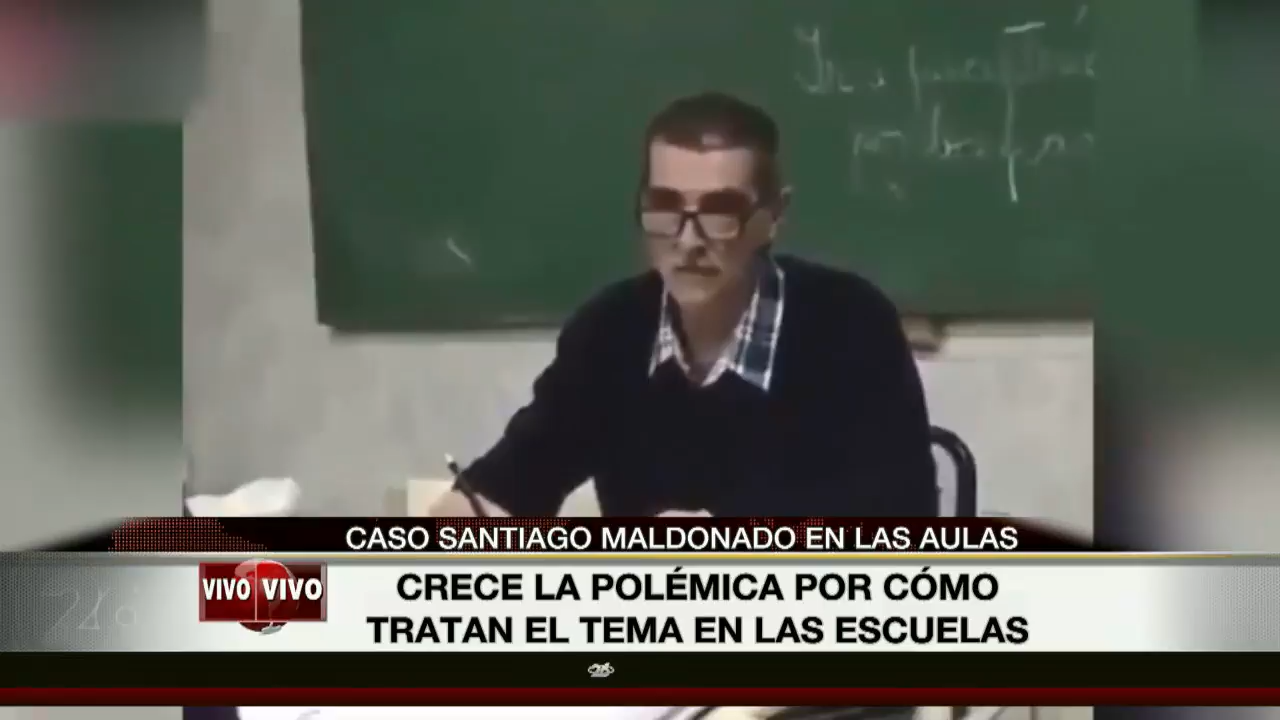 CASO SANTIAGO MALDONADO EN LAS AULAS
VIVO VIVO
CRECE LA POLÉMICA POR CÓMO
TRATAN EL TEMA EN LAS ESCUELAS